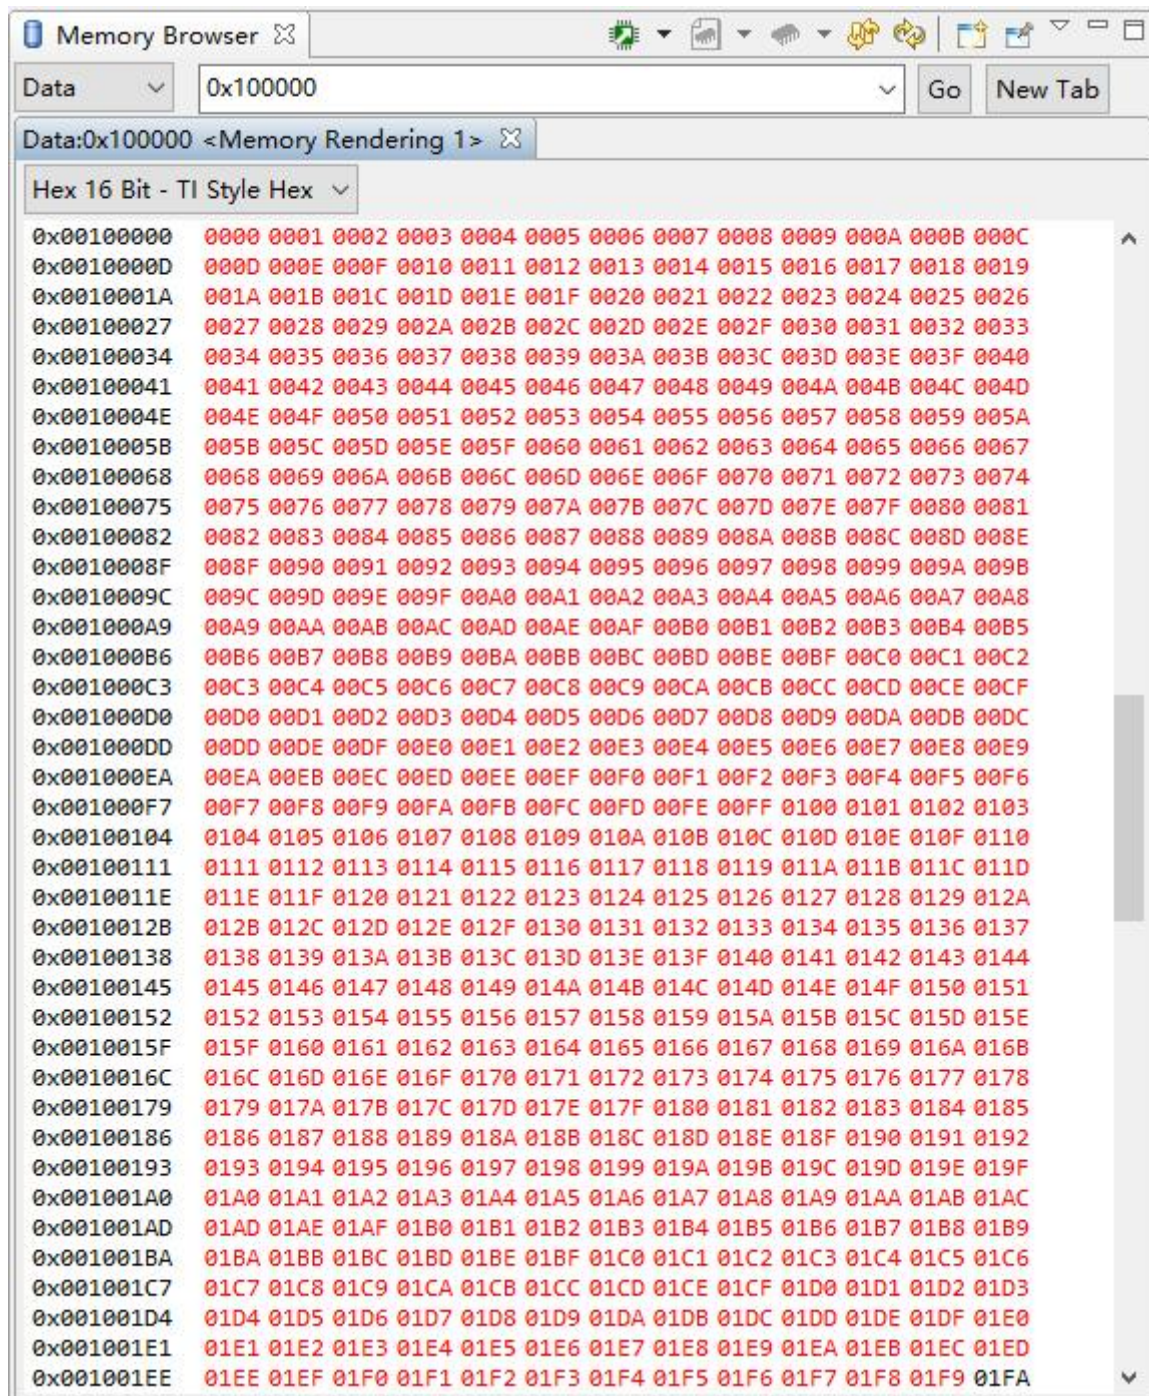 Memory Browser
Data 0x100000 Go New Tab
Data:0x100000 <Memory Rendering 1>
Hex 16 Bit - TI Style Hex
0x00100000 0000 0001 0002 0003 0004 0005 0006 0007 0008 0009 000A 000B 000C
0x0010000D 000D 000E 000F 0010 0011 0012 0013 0014 0015 0016 0017 0018 0019
0x0010001A 001A 001B 001C 001D 001E 001F 0020 0021 0022 0023 0024 0025 0026
0x00100027 0027 0028 0029 002A 002B 002C 002D 002E 002F 0030 0031 0032 0033
0x00100034 0034 0035 0036 0037 0038 0039 003A 003B 003C 003D 003E 003F 0040
0x00100041 0041 0042 0043 0044 0045 0046 0047 0048 0049 004A 004B 004C 004D
0x0010004E 004E 004F 0050 0051 0052 0053 0054 0055 0056 0057 0058 0059 005A
0x0010005B 005B 005C 005D 005E 005F 0060 0061 0062 0063 0064 0065 0066 0067
0x00100068 0068 0069 006A 006B 006C 006D 006E 006F 0070 0071 0072 0073 0074
0x00100075 0075 0076 0077 0078 0079 007A 007B 007C 007D 007E 007F 0080 0081
0x00100082 0082 0083 0084 0085 0086 0087 0088 0089 008A 008B 008C 008D 008E
0x0010008F 008F 0090 0091 0092 0093 0094 0095 0096 0097 0098 0099 009A 009B
0x0010009C 009C 009D 009E 009F 00A0 00A1 00A2 00A3 00A4 00A5 00A6 00A7 00A8
0x001000A9 00A9 00AA 00AB 00AC 00AD 00AE 00AF 00B0 00B1 00B2 00B3 00B4 00B5
0x001000B6 00B6 00B7 00B8 00B9 00BA 00BB 00BC 00BD 00BE 00BF 00C0 00C1 00C2
0x001000C3 00C3 00C4 00C5 00C6 00C7 00C8 00C9 00CA 00CB 00CC 00CD 00CE 00CF
0x001000D0 00D0 00D1 00D2 00D3 00D4 00D5 00D6 00D7 00D8 00D9 00DA 00DB 00DC
0x001000DD 00DD 00DE 00DF 00E0 00E1 00E2 00E3 00E4 00E5 00E6 00E7 00E8 00E9
0x001000EA 00EA 00EB 00EC 00ED 00EE 00EF 00F0 00F1 00F2 00F3 00F4 00F5 00F6
0x001000F7 00F7 00F8 00F9 00FA 00FB 00FC 00FD 00FE 00FF 0100 0101 0102 0103
0x00100104 0104 0105 0106 0107 0108 0109 010A 010B 010C 010D 010E 010F 0110
0x00100111 0111 0112 0113 0114 0115 0116 0117 0118 0119 011A 011B 011C 011D
0x0010011E 011E 011F 0120 0121 0122 0123 0124 0125 0126 0127 0128 0129 012A
0x0010012B 012B 012C 012D 012E 012F 0130 0131 0132 0133 0134 0135 0136 0137
0x00100138 0138 0139 013A 013B 013C 013D 013E 013F 0140 0141 0142 0143 0144
0x00100145 0145 0146 0147 0148 0149 014A 014B 014C 014D 014E 014F 0150 0151
0x00100152 0152 0153 0154 0155 0156 0157 0158 0159 015A 015B 015C 015D 015E
0x0010015F 015F 0160 0161 0162 0163 0164 0165 0166 0167 0168 0169 016A 016B
0x0010016C 016C 016D 016E 016F 0170 0171 0172 0173 0174 0175 0176 0177 0178
0x00100179 0179 017A 017B 017C 017D 017E 017F 0180 0181 0182 0183 0184 0185
0x00100186 0186 0187 0188 0189 018A 018B 018C 018D 018E 018F 0190 0191 0192
0x00100193 0193 0194 0195 0196 0197 0198 0199 019A 019B 019C 019D 019E 019F
0x001001A0 01A0 01A1 01A2 01A3 01A4 01A5 01A6 01A7 01A8 01A9 01AA 01AB 01AC
0x001001AD 01AD 01AE 01AF 01B0 01B1 01B2 01B3 01B4 01B5 01B6 01B7 01B8 01B9
0x001001BA 01BA 01BB 01BC 01BD 01BE 01BF 01C0 01C1 01C2 01C3 01C4 01C5 01C6
0x001001C7 01C7 01C8 01C9 01CA 01CB 01CC 01CD 01CE 01CF 01D0 01D1 01D2 01D3
0x001001D4 01D4 01D5 01D6 01D7 01D8 01D9 01DA 01DB 01DC 01DD 01DE 01DF 01E0
0x001001E1 01E1 01E2 01E3 01E4 01E5 01E6 01E7 01E8 01E9 01EA 01EB 01EC 01ED
0x001001EE 01EE 01EF 01F0 01F1 01F2 01F3 01F4 01F5 01F6 01F7 01F8 01F9 01FA